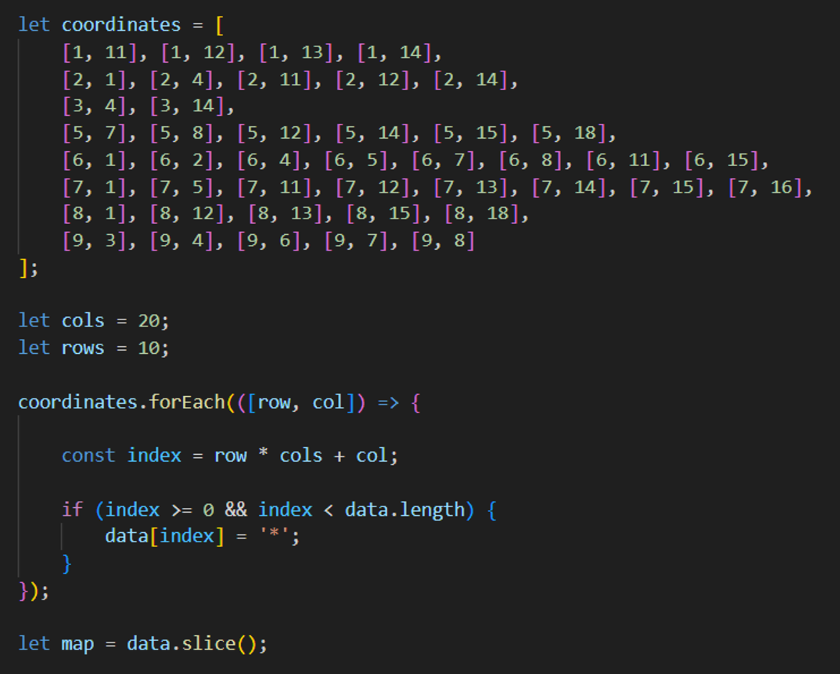 let coordinates = [
[1, 11], [1, 12], [1, 13], [1, 14],
[2, 1], [2, 4], [2, 11], [2, 12], [2, 14],
[3, 4], [3, 14],
[5, 7], [5, 8], [5, 12], [5, 14], [5, 15], [5, 18],
[6, 1], [6, 2], [6, 4], [6, 5], [6, 7], [6, 8], [6, 11], [6, 15],
[7, 1], [7, 5], [7, 11], [7, 12], [7, 13], [7, 14], [7, 15], [7, 16],
[8, 1], [8, 12], [8, 13], [8, 15], [8, 18],
[9, 3], [9, 4], [9, 6], [9, 7], [9, 8]
];
let cols = 20;
let rows = 10;
coordinates.forEach(([row, col]) => {
const index = row * cols + col;
if (index >= 0 && index < data.length) {
data[index] = '*';
}
});
let map = data.slice();